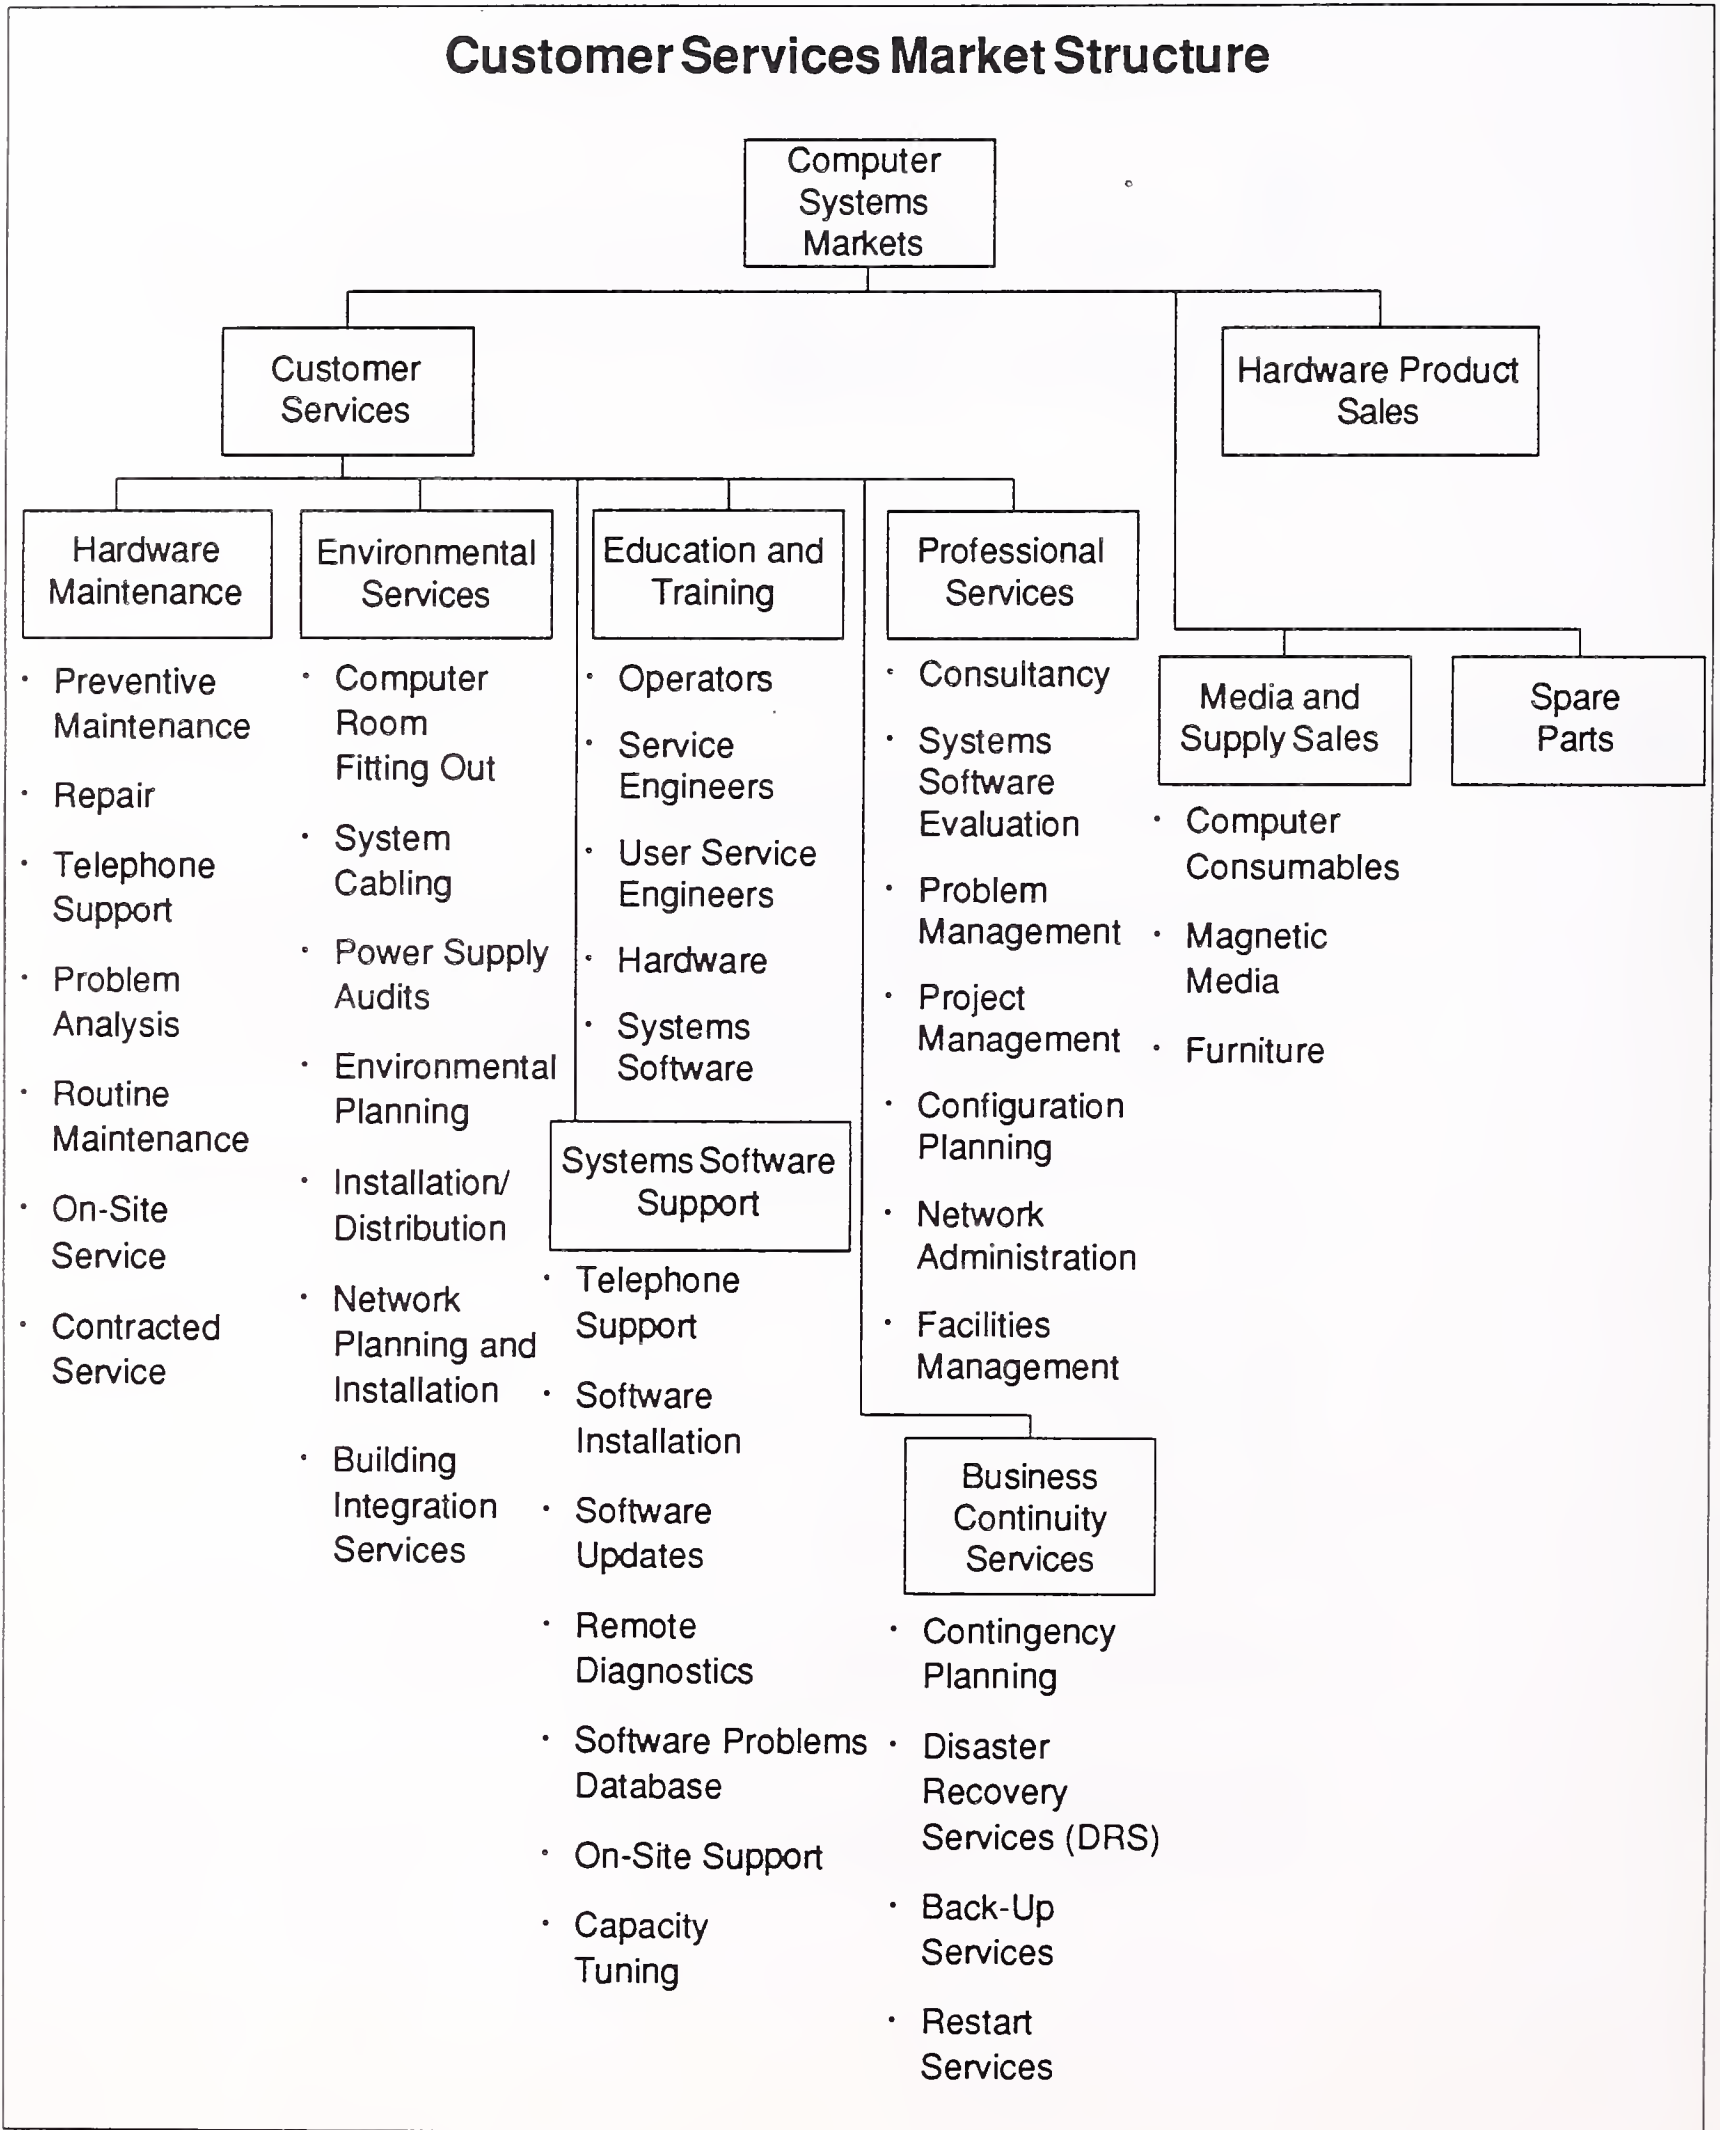 Customer Services Market Structure
Computer
Systems
Markets
Customer
Services
Hardware Product
Sales
Hardware
Maintenance
· Preventive
Maintenance
· Repair
· Telephone
Support
· Problem
Analysis
· Routine
Maintenance
· On-Site
Service
· Contracted
Service
Environmental
Services
· Computer
Room
Fitting Out
· System
Cabling
· Power Supply
Audits
· Environmental
Planning
· Installation/
Distribution
· Network
Planning and
Installation
· Building
Integration
Services
Education and
Training
· Operators
· Service
Engineers
· User Service
Engineers
· Hardware
· Systems
Software
Systems Software
Support
· Telephone
Support
· Software
Installation
· Software
Updates
· Remote
Diagnostics
· Software Problems
Database
· On-Site Support
· Capacity
Tuning
Professional
Services
· Consultancy
· Systems
Software
Evaluation
· Problem
Management
· Project
Management
· Configuration
Planning
· Network
Administration
· Facilities
Management
Business
Continuity
Services
· Contingency
Planning
· Disaster
Recovery
Services (DRS)
· Back-Up
Services
· Restart
Services
Media and
Supply Sales
· Computer
Consumables
· Magnetic
Media
· Furniture
Spare
Parts